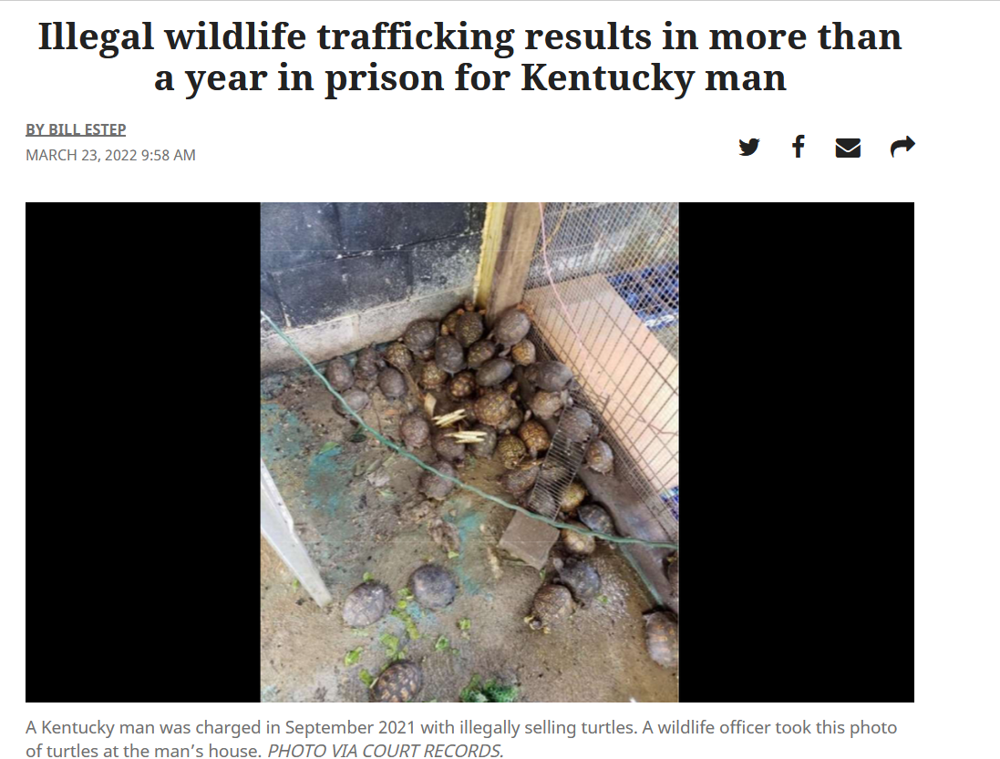 Illegal wildlife trafficking results in more than
a year in prison for Kentucky man
BY BILL ESTEP
MARCH 23, 2022 9:58 AM
A Kentucky man was charged in September 2021 with illegally selling turtles. A wildlife officer took this photo
of turtles at the man’s house. PHOTO VIA COURT RECORDS.